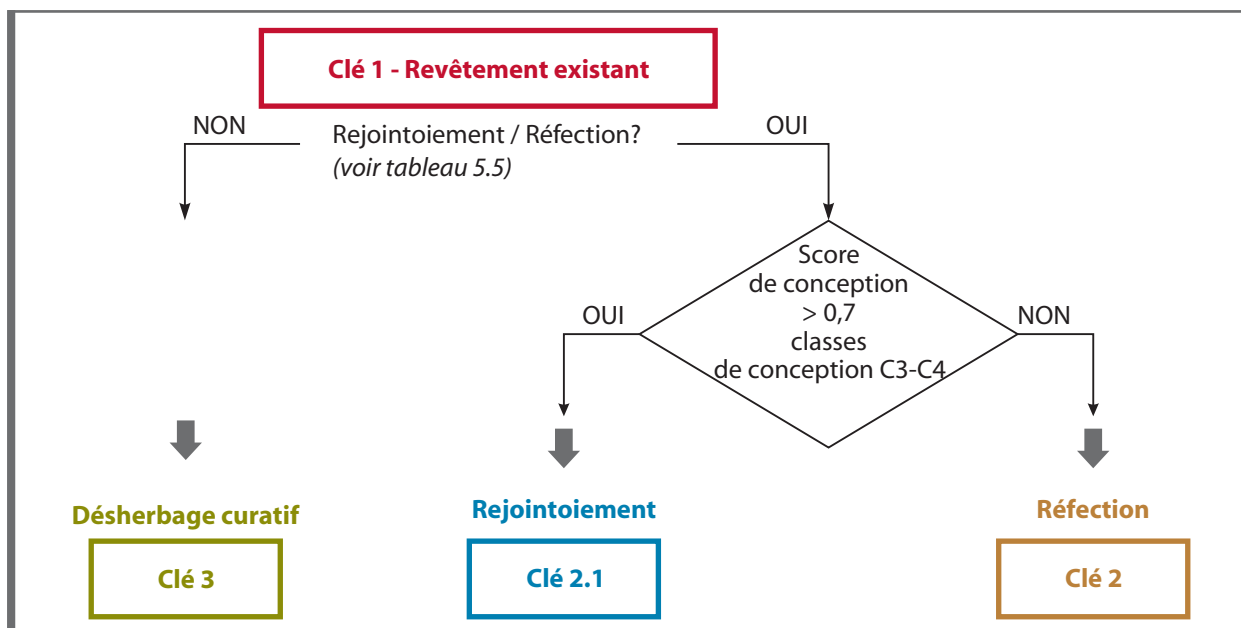 Clé 1 - Revêtement existant
NON
Rejointoiement / Réfection?
OUI
(voir tableau 5.5)
Score
de conception
> 0,7
classes
de conception C3-C4
OUI
NON
Désherbage curatif
Rejointoiement
Réfection
Clé 3
Clé 2.1
Clé 2